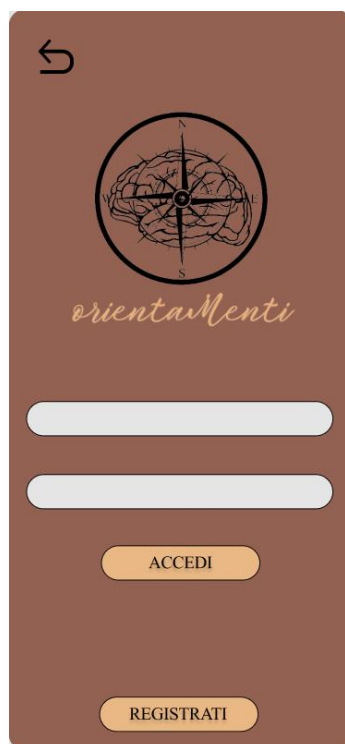 N
W E
S
orientaMenti
ACCEDI
REGISTRATI